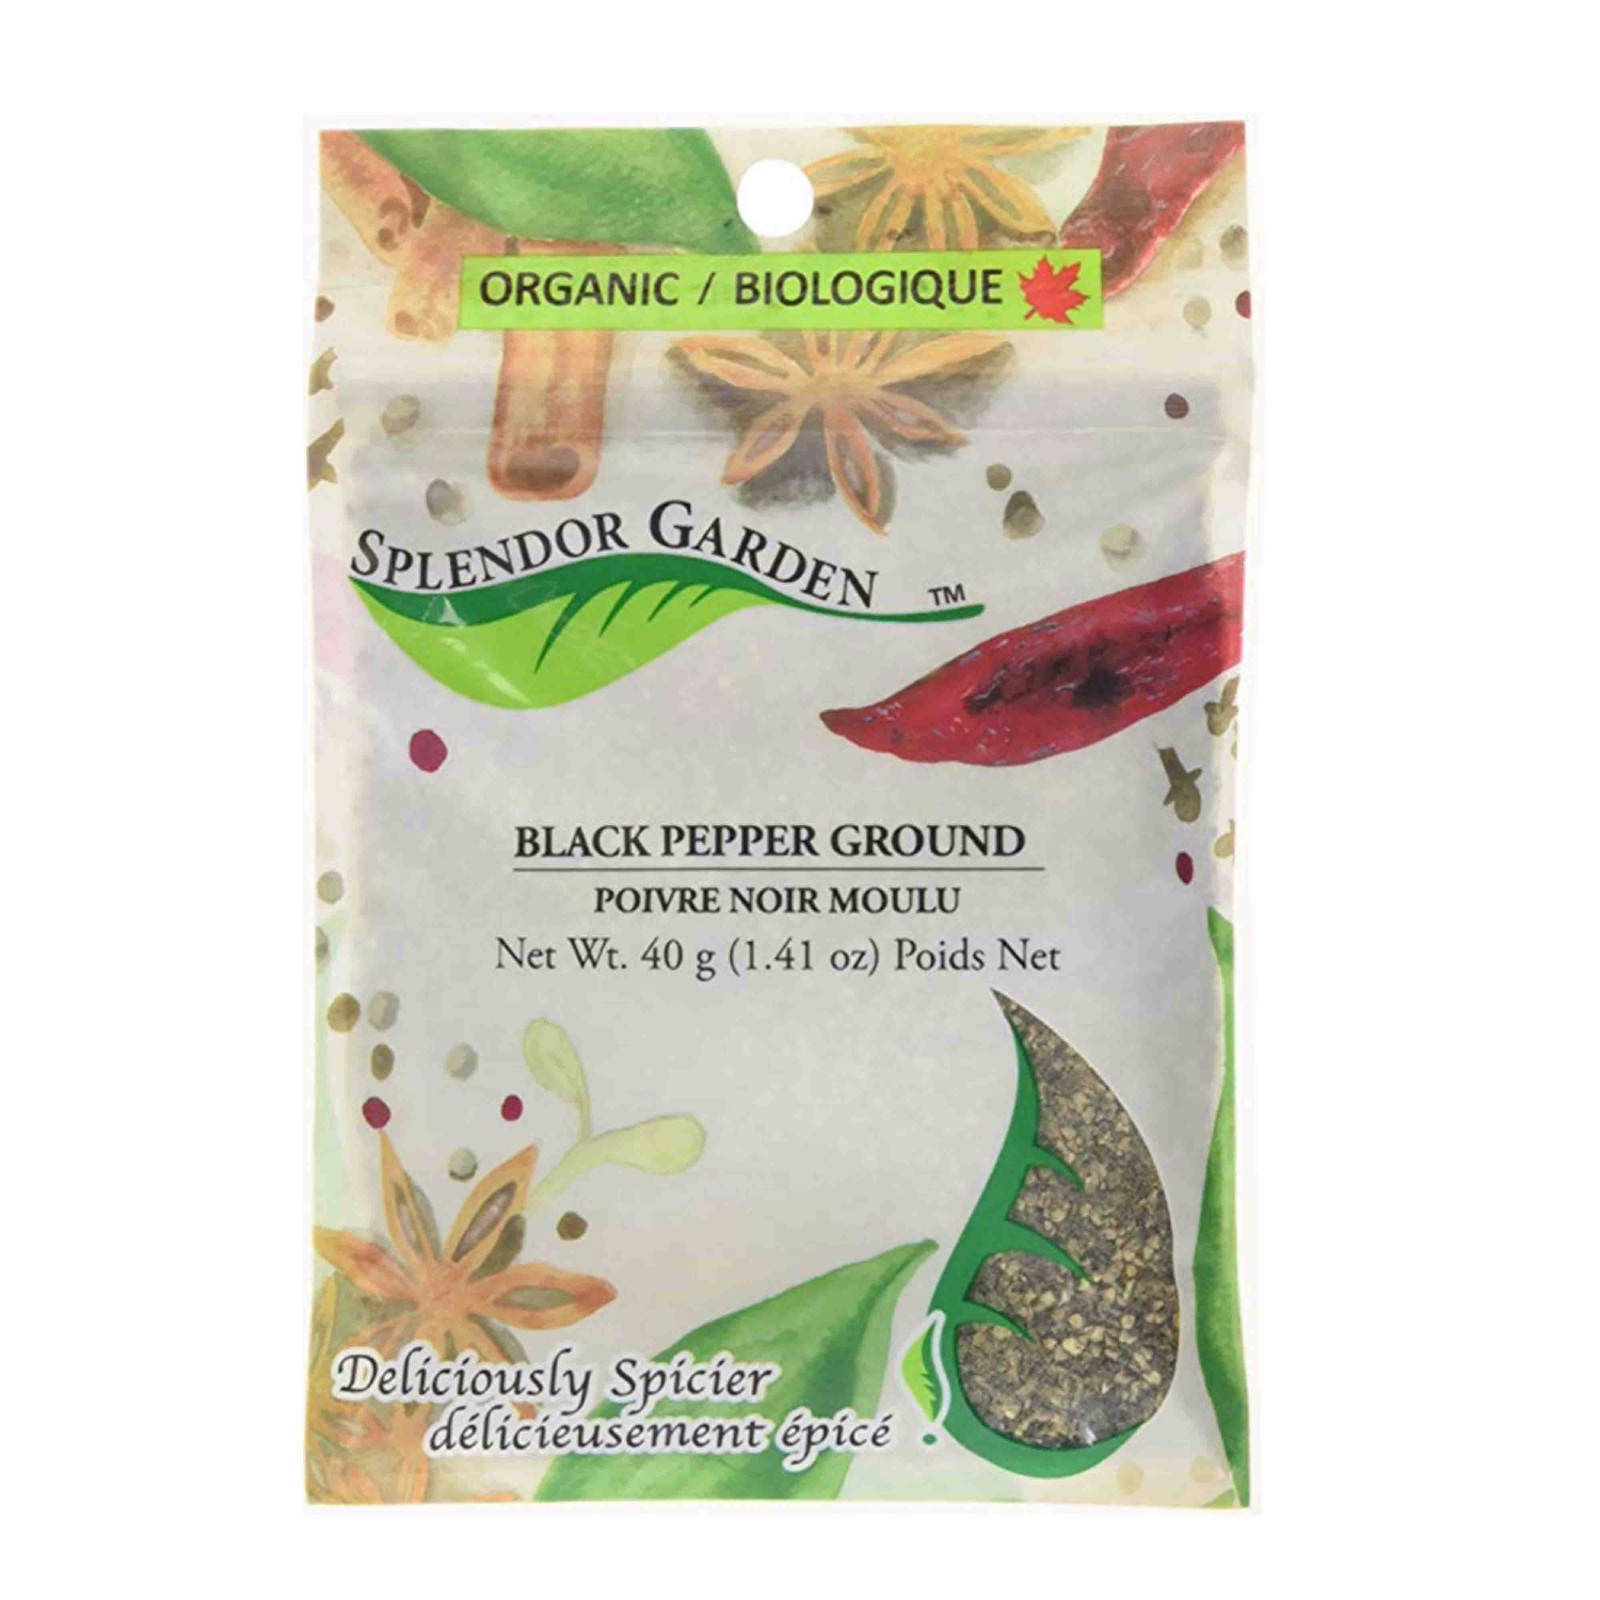 ORGANIC / BIOLOGIQUE
SPLENDOR GARDEN ™
BLACK PEPPER GROUND
POIVRE NOIR MOULU
Net Wt. 40 g (1.41 oz) Poids Net
Deliciously Spicier
délicieusement épicé